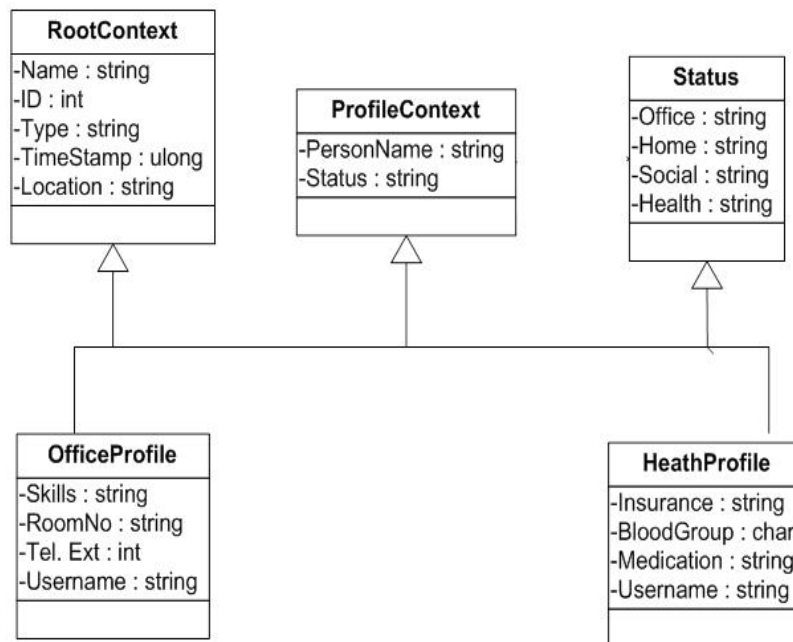 RootContext
-Name : string
-ID : int
-Type : string
-TimeStamp : ulong
-Location : string
ProfileContext
-PersonName : string
-Status : string
Status
-Office : string
-Home : string
-Social : string
-Health : string
OfficeProfile
-Skills : string
-RoomNo : string
-Tel. Ext : int
-Username : string
HeathProfile
-Insurance : string
-BloodGroup : char
-Medication : string
-Username : string